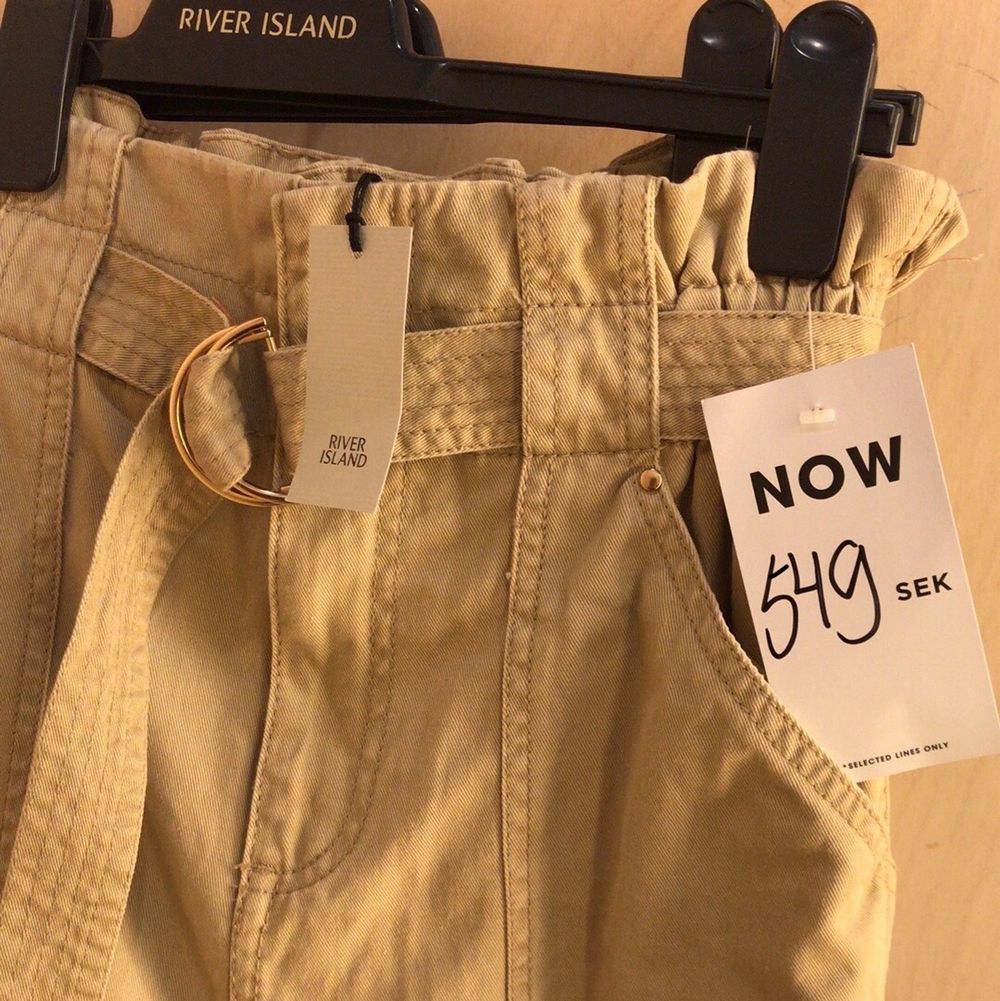 RIVER ISLAND
RIVER
ISLAND
NOW
549 SEK
*SELECTED LINES ONLY